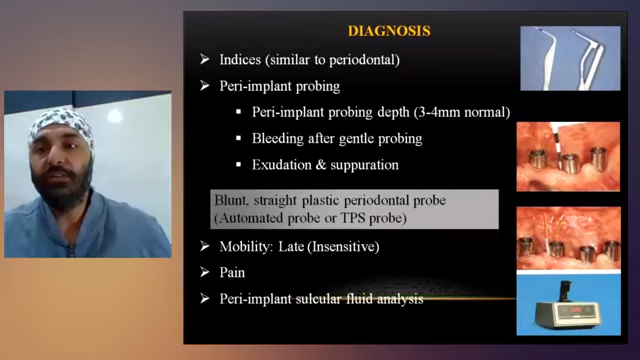 DIAGNOSIS
Indices (similar to periodontal)
Peri-implant probing
Peri-implant probing depth (3-4mm normal)
Bleeding after gentle probing
Exudation & suppuration
Blunt, straight plastic periodontal probe
(Automated probe or TPS probe)
Mobility: Late (Insensitive)
Pain
Peri-implant sulcular fluid analysis